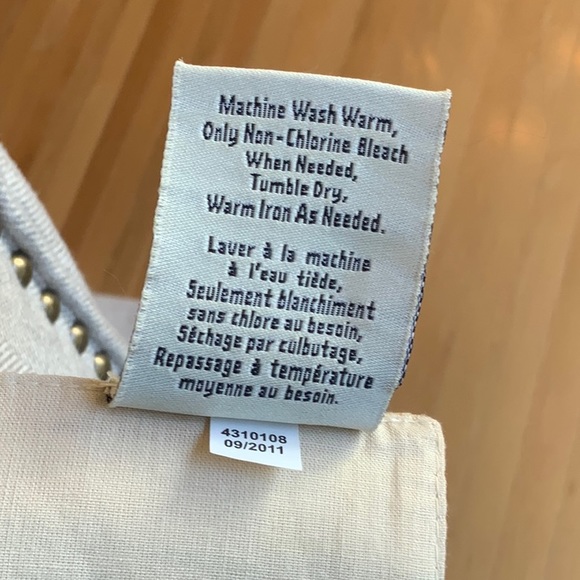 Machine Wash Warm,
Only Non-Chlorine Bleach
When Needed,
Tumble Dry,
Warm Iron As Needed.
Laver à la machine
à l'eau tiède,
Seulement blanchiment
sans chlore au besoin,
Séchage par culbutage,
Repassage à température
moyenne au besoin.
4310108
09/2011